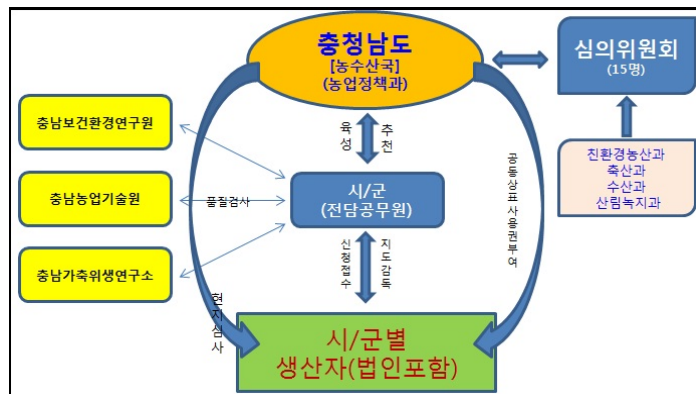 충청남도
[농수산국]
(농업정책과)
심의위원회
(15명)
충남보건환경연구원
육성
추천
친환경농산과
축산과
수산과
산림녹지과
충남농업기술원
품질검사
시/군
(전담공무원)
공동상표사용권부여
충남가축위생연구소
신청접수
지도감독
현지심사
시/군별
생산자(법인포함)